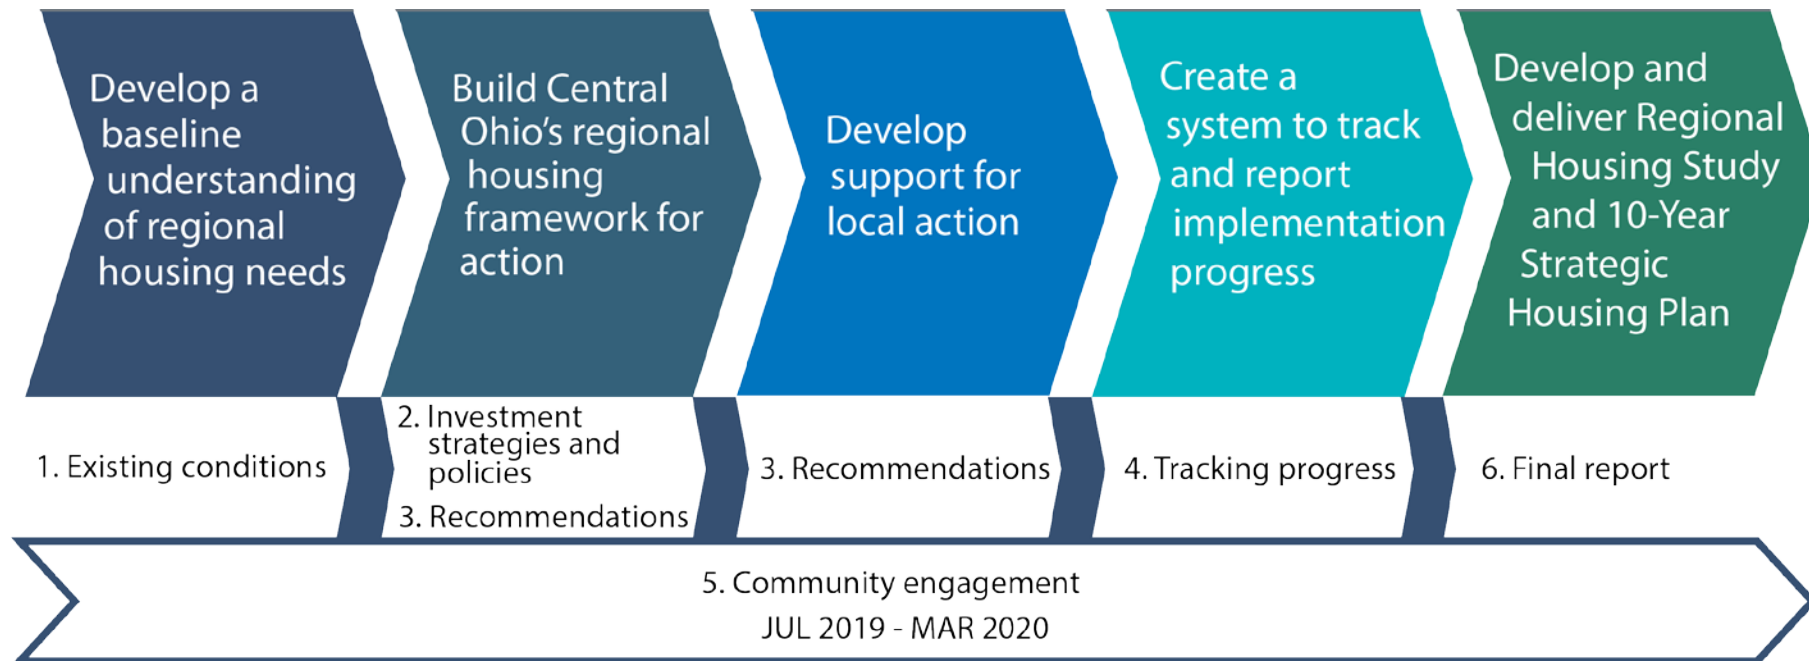 Develop a
baseline
understanding
of regional
housing needs
Build Central
Ohio's regional
housing
framework for
action
Develop
support for
local action
Create a
system to track
and report
implementation
progress
Develop and
deliver Regional
Housing Study
and 10-Year
Strategic
Housing Plan
1. Existing conditions
2. Investment
strategies and
policies
3. Recommendations
3. Recommendations
4. Tracking progress
6. Final report
5. Community engagement
JUL 2019 - MAR 2020